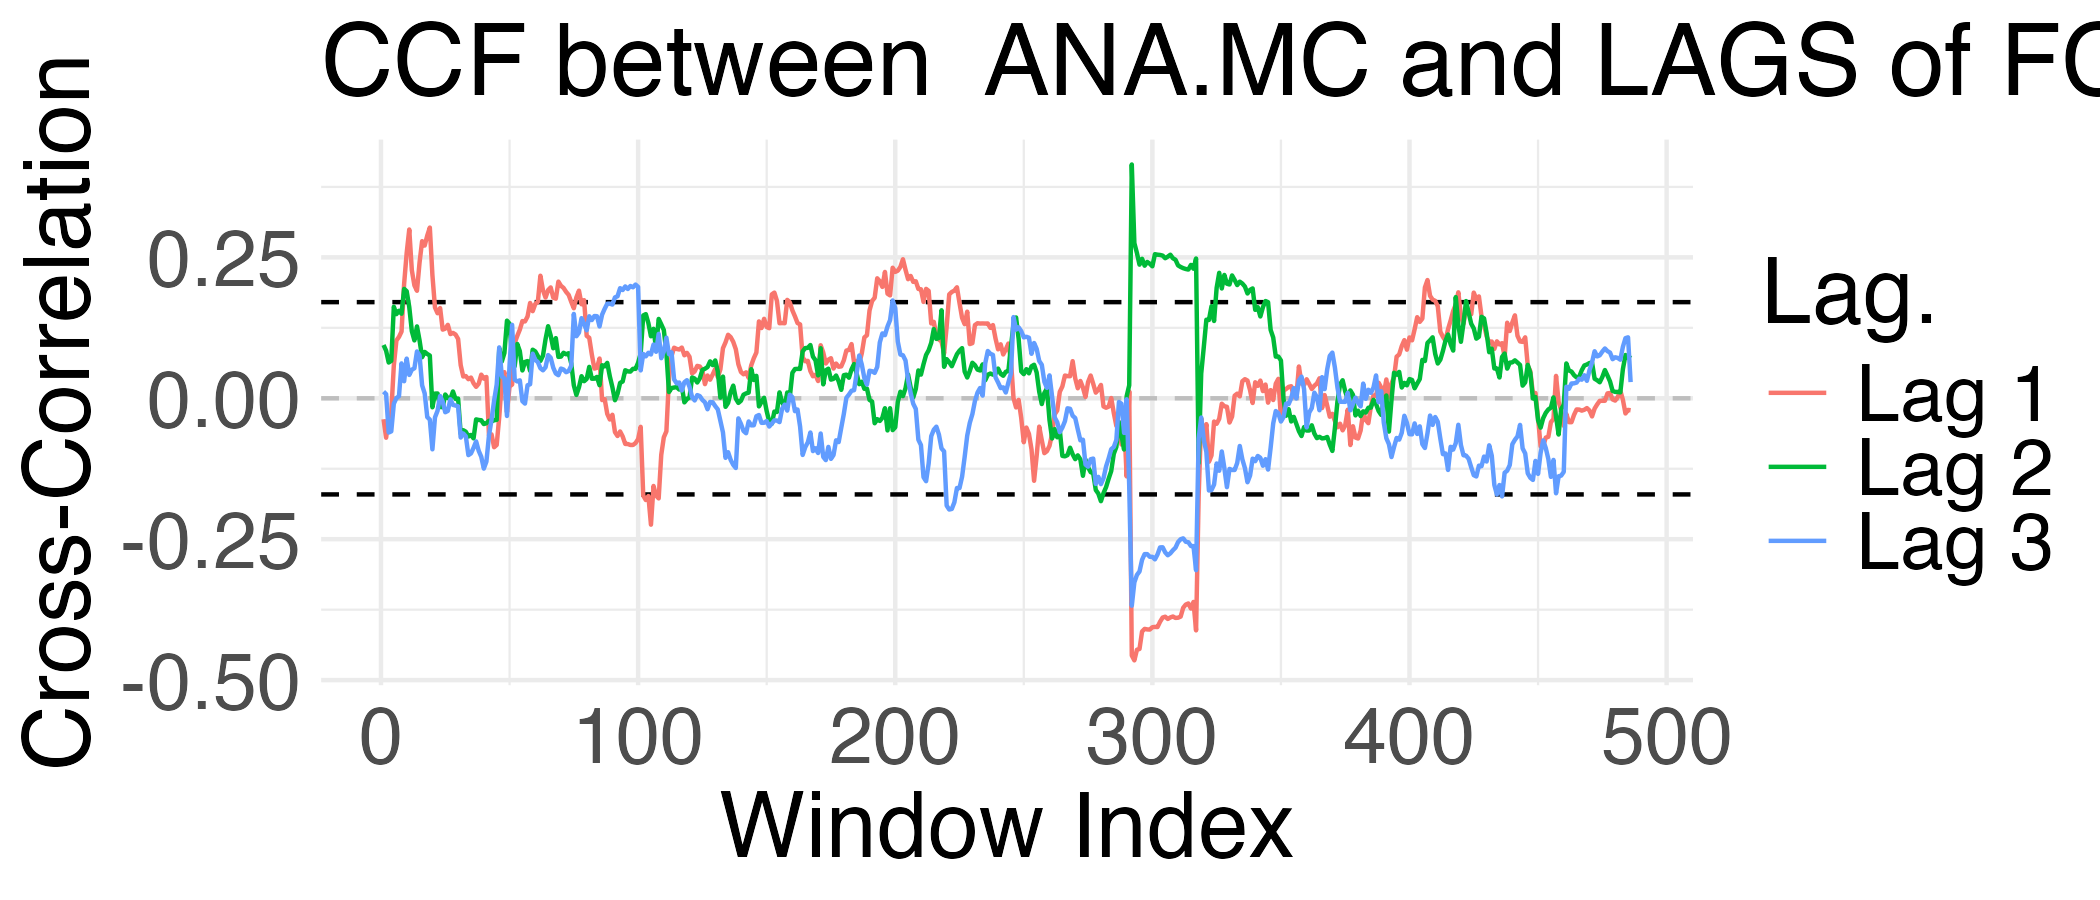 CCF between ANA.MC and LAGS of
Cross-Correlation
0.25
0.00
-0.25
-0.50
0 100 200 300 400 500
Window Index
Lag.
Lag 1
Lag 2
Lag 3